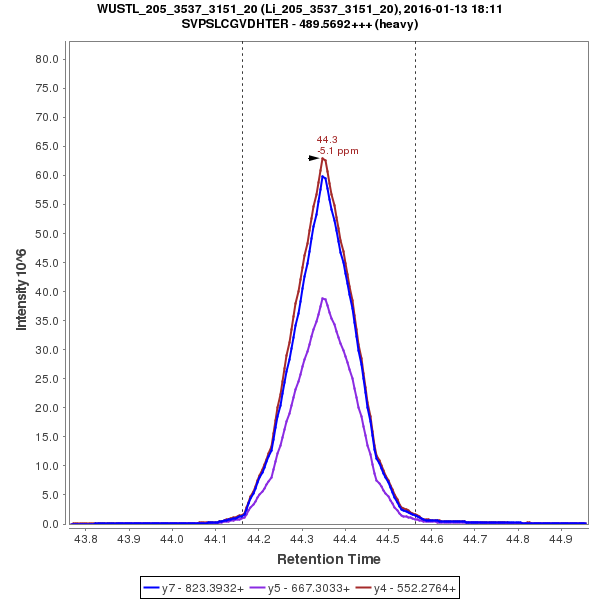 WUSTL_205_3537_3151_20 (Li_205_3537_3151_20), 2016-01-13 18:11
SVPSLCGVDHTER - 489.5692+++ (heavy)
80.0
75.0
70.0
65.0
60.0
55.0
50.0
45.0
40.0
35.0
30.0
25.0
20.0
15.0
10.0
5.0
0.0
Intensity 10^6
44.3
-5.1 ppm
43.8 43.9 44.0 44.1 44.2 44.3 44.4 44.5 44.6 44.7 44.8 44.9
Retention Time
y7 - 823.3932+ y5 - 667.3033+ y4 - 552.2764+